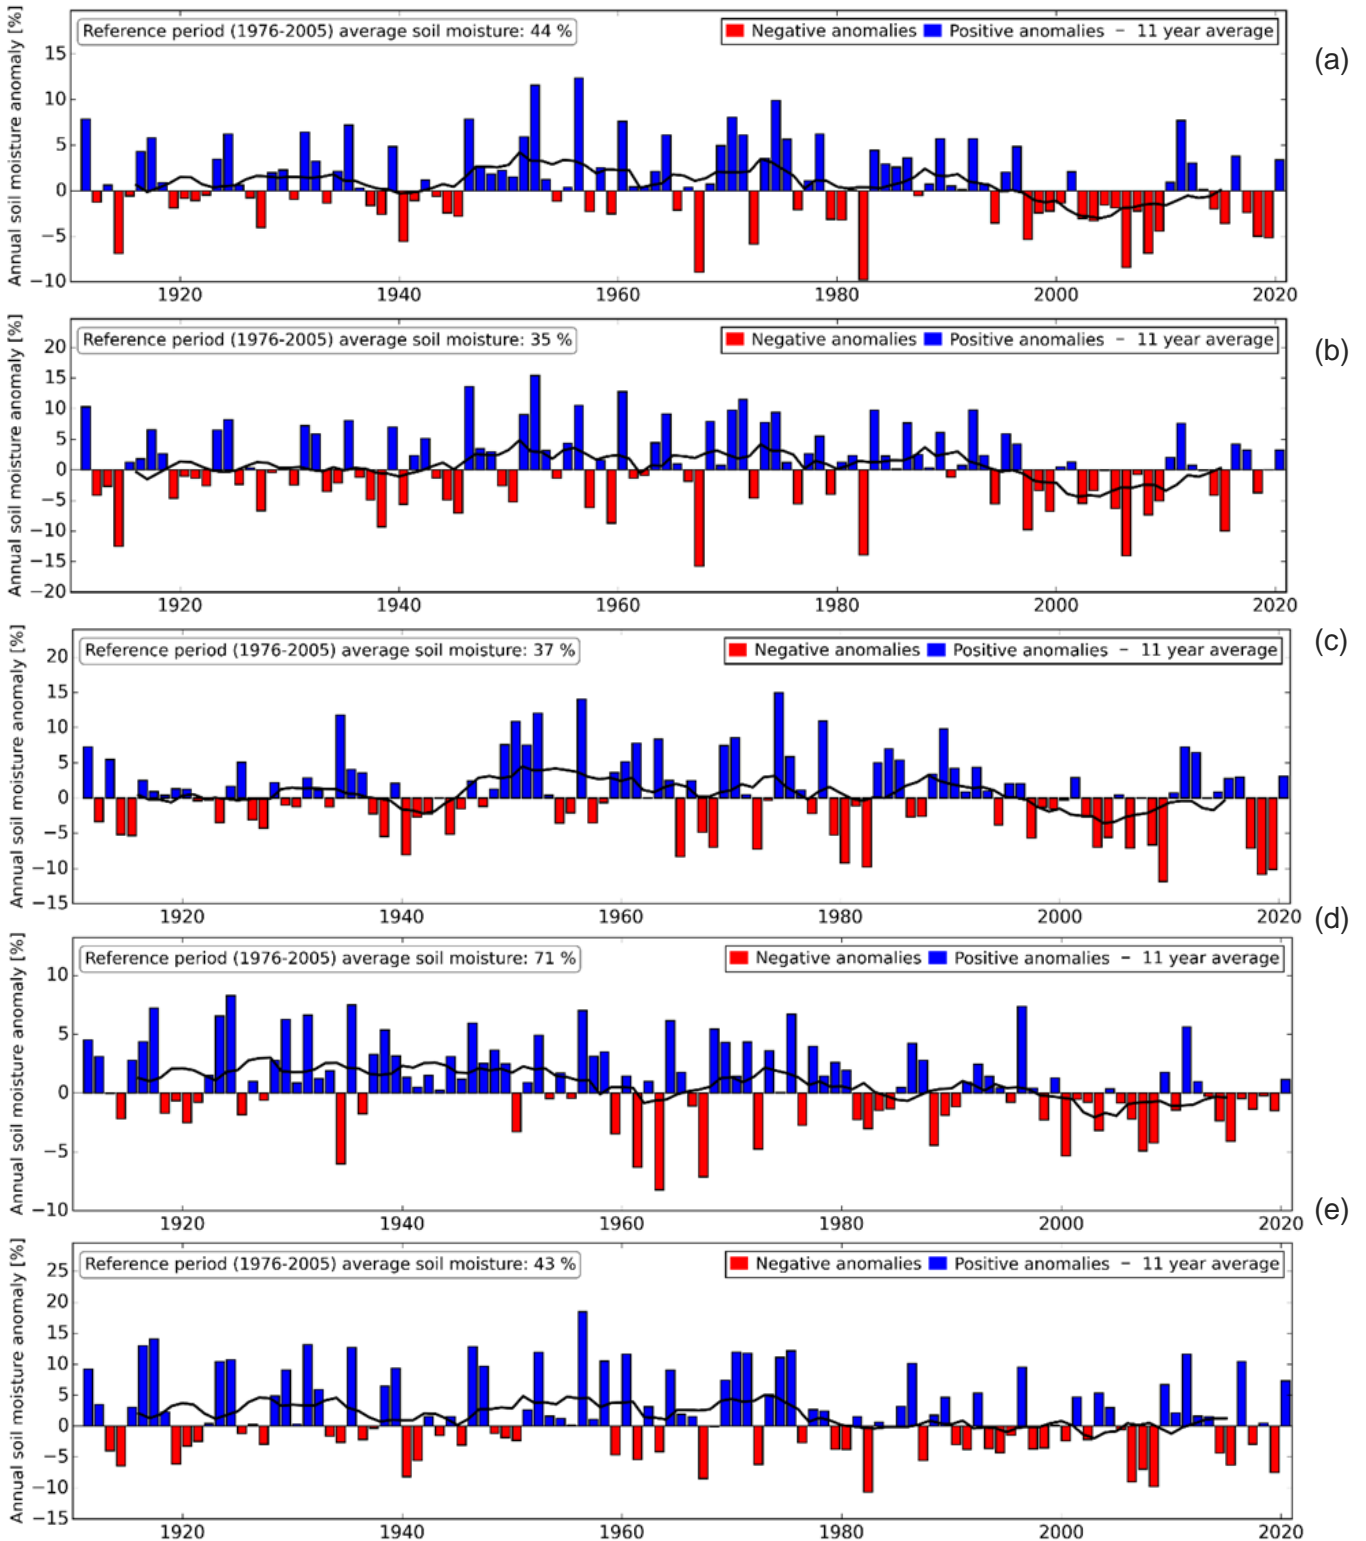 Annual soil moisture anomaly [%]
Reference period (1976-2005) average soil moisture: 44 %
Negative anomalies Positive anomalies – 11 year average
(a)
15
10
5
0
−5
−10
1920 1940 1960 1980 2000 2020
Annual soil moisture anomaly [%]
Reference period (1976-2005) average soil moisture: 35 %
Negative anomalies Positive anomalies – 11 year average
(b)
20
15
10
5
0
−5
−10
−15
−20
1920 1940 1960 1980 2000 2020
Annual soil moisture anomaly [%]
Reference period (1976-2005) average soil moisture: 37 %
Negative anomalies Positive anomalies – 11 year average
(c)
20
15
10
5
0
−5
−10
−15
1920 1940 1960 1980 2000 2020
(d)
Annual soil moisture anomaly [%]
Reference period (1976-2005) average soil moisture: 71 %
Negative anomalies Positive anomalies – 11 year average
10
5
0
−5
−10
1920 1940 1960 1980 2000 2020
(e)
Annual soil moisture anomaly [%]
Reference period (1976-2005) average soil moisture: 43 %
Negative anomalies Positive anomalies – 11 year average
25
20
15
10
5
0
−5
−10
−15
1920 1940 1960 1980 2000 2020